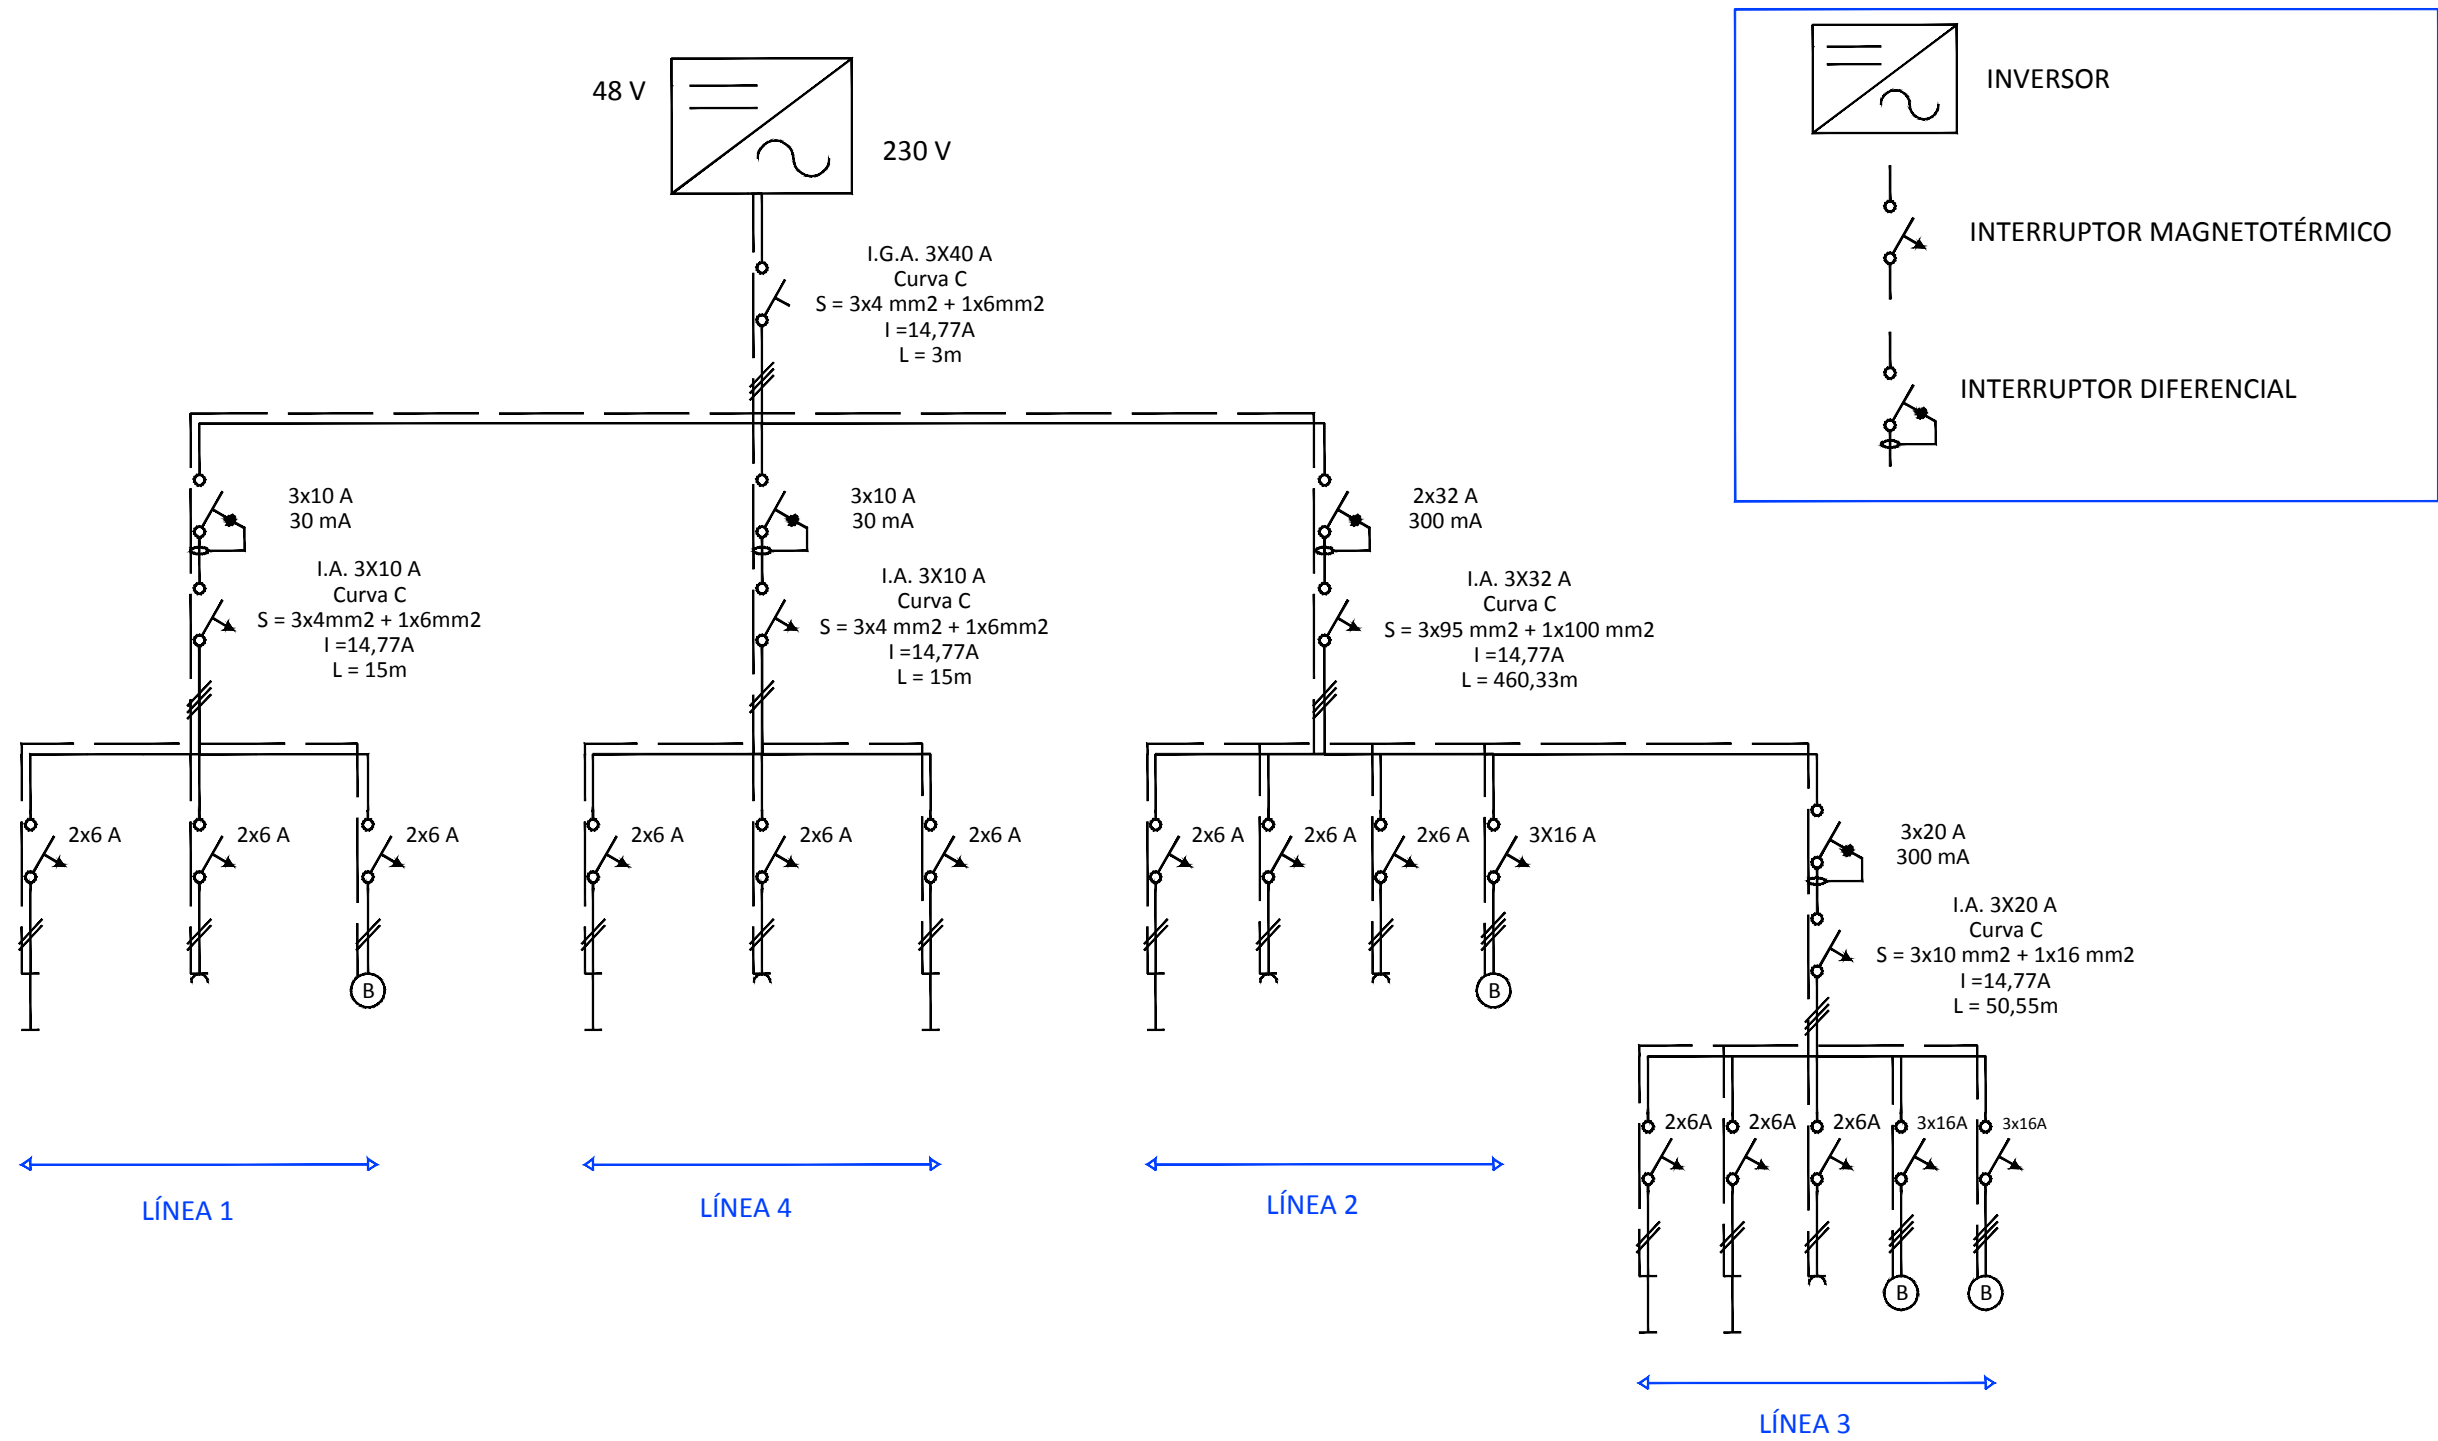 48 V
230 V
INVERSOR
INTERRUPTOR MAGNETOTÉRMICO
INTERRUPTOR DIFERENCIAL
I.G.A. 3X40 A
Curva C
S = 3x4 mm2 + 1x6mm2
I =14,77A
L = 3m
3x10 A
30 mA
I.A. 3X10 A
Curva C
S = 3x4mm2 + 1x6mm2
I =14,77A
L = 15m
3x10 A
30 mA
I.A. 3X10 A
Curva C
S = 3x4 mm2 + 1x6mm2
I =14,77A
L = 15m
2x32 A
300 mA
I.A. 3X32 A
Curva C
S = 3x95 mm2 + 1x100 mm2
I =14,77A
L = 460,33m
2x6 A
2x6 A
2x6 A
B
2x6 A
2x6 A
2x6 A
2x6 A
2x6 A
2x6 A
3X16 A
B
3x20 A
300 mA
I.A. 3X20 A
Curva C
S = 3x10 mm2 + 1x16 mm2
I =14,77A
L = 50,55m
2x6A
2x6A
2x6A
3x16A
3x16A
B
B
LÍNEA 1
LÍNEA 4
LÍNEA 2
LÍNEA 3